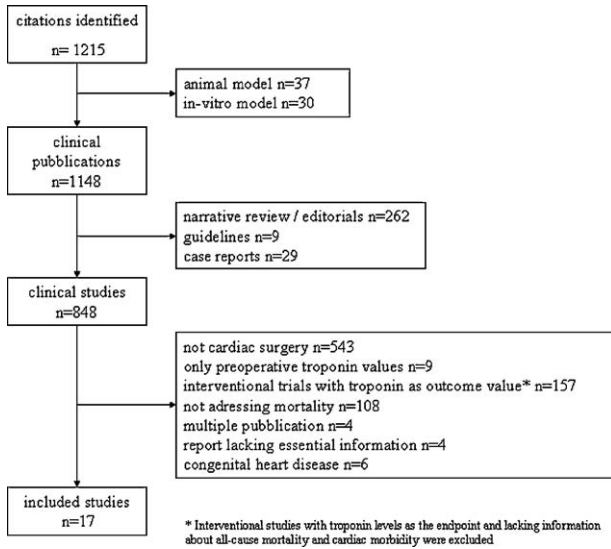 citations identified
n= 1215
animal model n=37
in-vitro model n=30
clinical
pubblications
n=1148
narrative review / editorials n=262
guidelines n=9
case reports n=29
clinical studies
n=848
not cardiac surgery n=543
only preoperative troponin values n=9
interventional trials with troponin as outcome value* n=157
not adressing mortality n=108
multiple pubblication n=4
report lacking essential information n=4
congenital heart disease n=6
included studies
n=17
* Interventional studies with troponin levels as the endpoint and lacking information
about all-cause mortality and cardiac morbidity were excluded